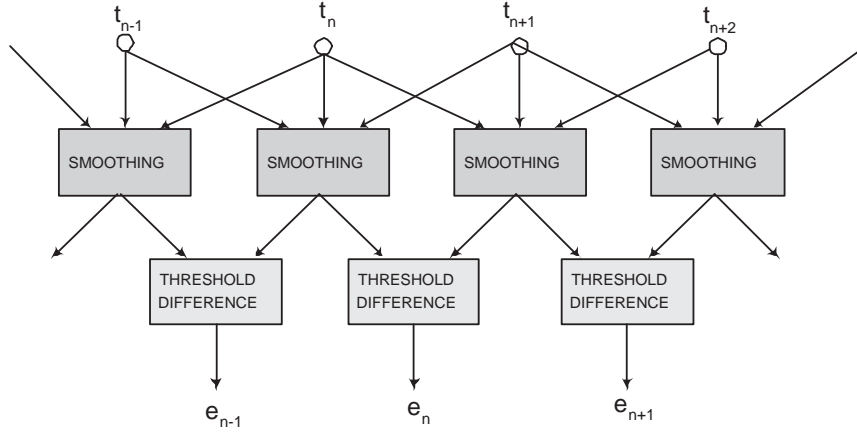 t_{n-1} t_n t_{n+1} t_{n+2}
SMOOTHING SMOOTHING SMOOTHING SMOOTHING
THRESHOLD THRESHOLD THRESHOLD
DIFFERENCE DIFFERENCE DIFFERENCE
e_{n-1} e_n e_{n+1}